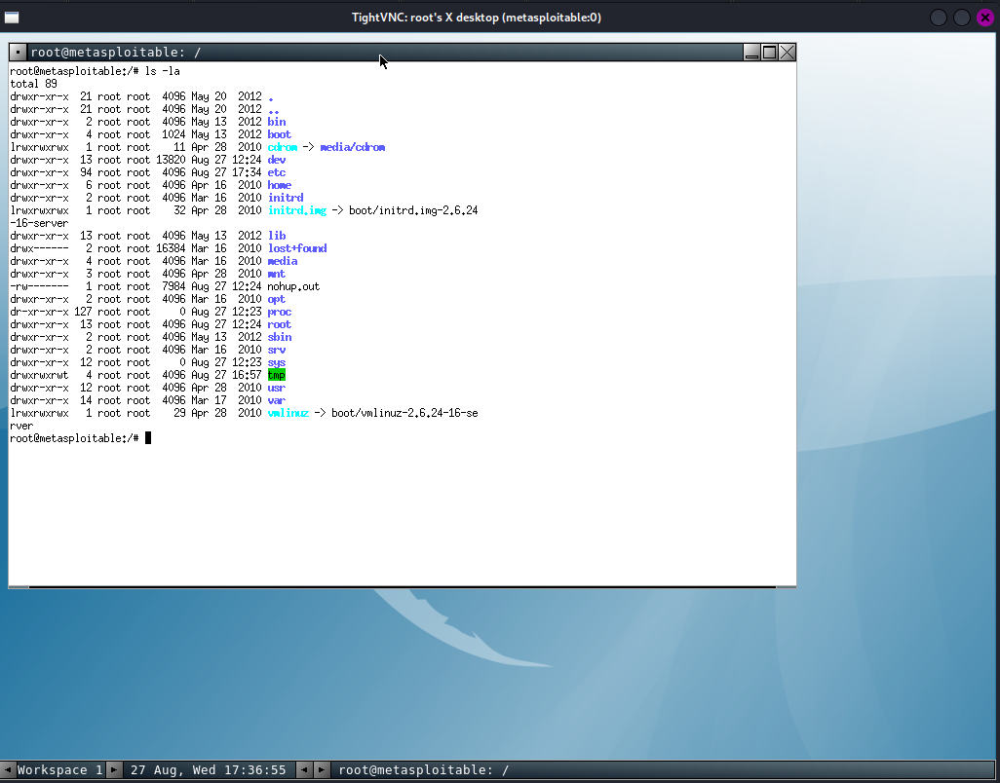 TightVNC: root's X desktop (metasploitable:0)
root@metasploitable: /
root@metasploitable:/# ls -la
total 89
drwxr-xr-x  21 root root  4096 May 20  2012 .
drwxr-xr-x  21 root root  4096 May 20  2012 ..
drwxr-xr-x   2 root root  4096 May 13  2012 bin
drwxr-xr-x   4 root root  1024 May 13  2012 boot
lrwxrwxrwx   1 root root    11 Apr 28  2010 cdrom -> media/cdrom
drwxr-xr-x  13 root root 13820 Aug 27 12:24 dev
drwxr-xr-x  94 root root  4096 Aug 27 17:34 etc
drwxr-xr-x   6 root root  4096 Apr 16  2010 home
drwxr-xr-x   2 root root  4096 Mar 16  2010 initrd
lrwxrwxrwx   1 root root    32 Apr 28  2010 initrd.img -> boot/initrd.img-2.6.24
-16-server
drwxr-xr-x  13 root root  4096 May 13  2012 lib
drwx------   2 root root 16384 Mar 16  2010 lost+found
drwxr-xr-x   4 root root  4096 Mar 16  2010 media
drwxr-xr-x   3 root root  4096 Apr 28  2010 mnt
-rw-------   1 root root  7984 Aug 27 12:24 nohup.out
drwxr-xr-x   2 root root  4096 Mar 16  2010 opt
dr-xr-xr-x 127 root root     0 Aug 27 12:23 proc
drwxr-xr-x  13 root root  4096 Aug 27 12:24 root
drwxr-xr-x   2 root root  4096 May 13  2012 sbin
drwxr-xr-x   2 root root  4096 Mar 16  2010 srv
drwxr-xr-x  12 root root     0 Aug 27 12:23 sys
drwxrwxrwt   4 root root  4096 Aug 27 16:57 tmp
drwxr-xr-x  12 root root  4096 Apr 28  2010 usr
drwxr-xr-x  14 root root  4096 Mar 17  2010 var
lrwxrwxrwx   1 root root    29 Apr 28  2010 vmlinuz -> boot/vmlinuz-2.6.24-16-se
rver
root@metasploitable:/#
Workspace 1 27 Aug, Wed 17:36:55 root@metasploitable: /